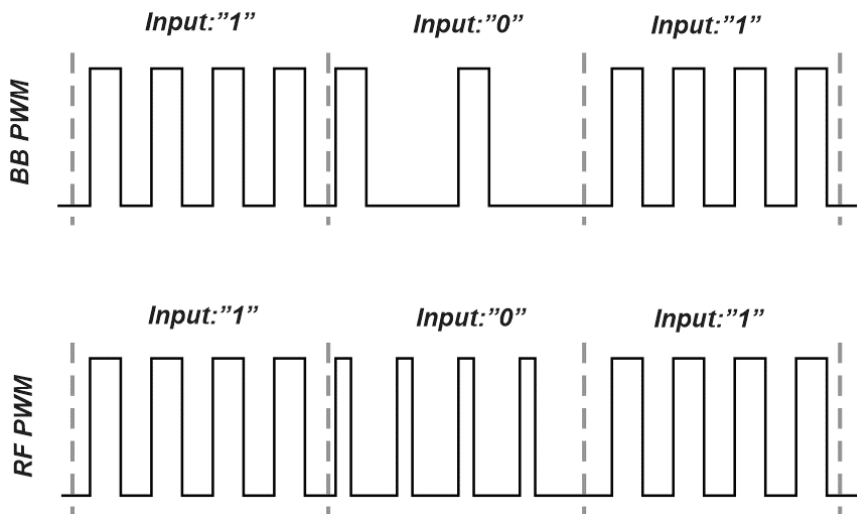 Input:”1” Input:”0” Input:”1”
BB PWM
Input:”1” Input:”0” Input:”1”
RF PWM